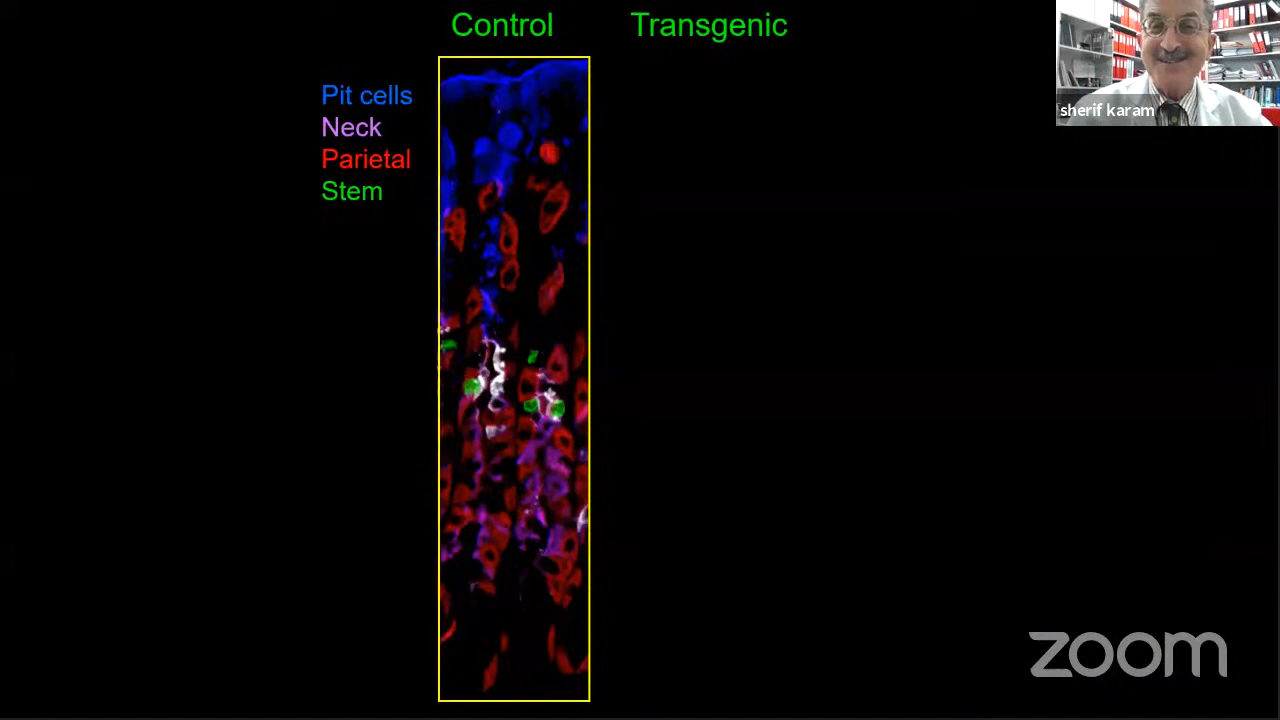 Control Transgenic
Pit cells
Neck
Parietal
Stem
sherif karam
zoom